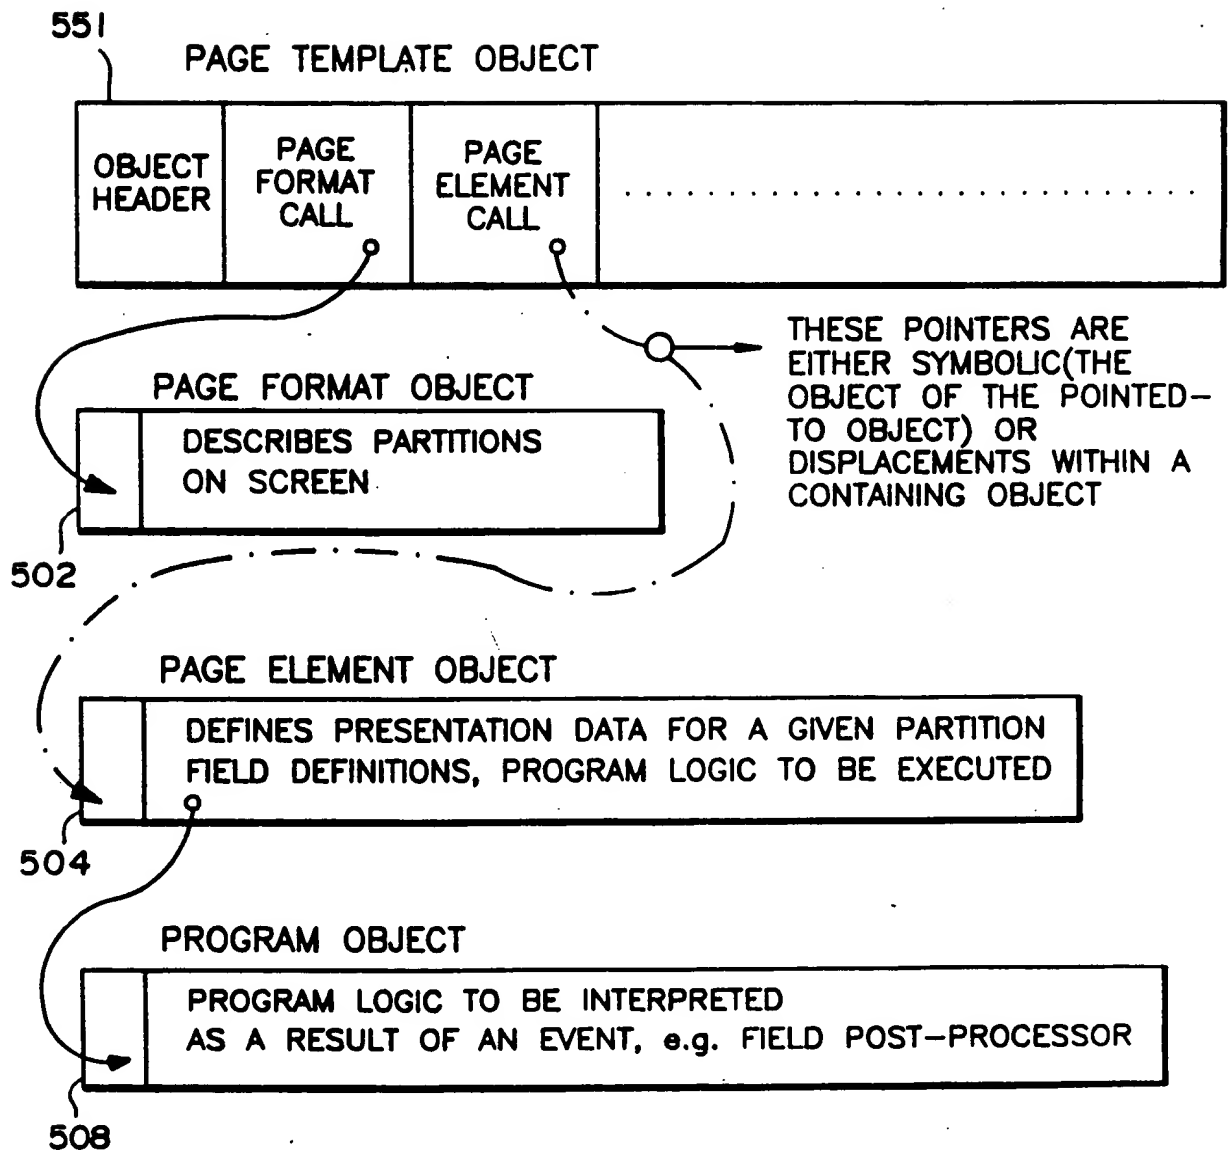 551
PAGE TEMPLATE OBJECT
OBJECT
HEADER
PAGE
FORMAT
CALL
PAGE
ELEMENT
CALL
THESE POINTERS ARE
EITHER SYMBOLIC(THE
OBJECT OF THE POINTED-
TO OBJECT) OR
DISPLACEMENTS WITHIN A
CONTAINING OBJECT
PAGE FORMAT OBJECT
DESCRIBES PARTITIONS
ON SCREEN
502
PAGE ELEMENT OBJECT
DEFINES PRESENTATION DATA FOR A GIVEN PARTITION
FIELD DEFINITIONS, PROGRAM LOGIC TO BE EXECUTED
504
PROGRAM OBJECT
PROGRAM LOGIC TO BE INTERPRETED
AS A RESULT OF AN EVENT, e.g. FIELD POST-PROCESSOR
508